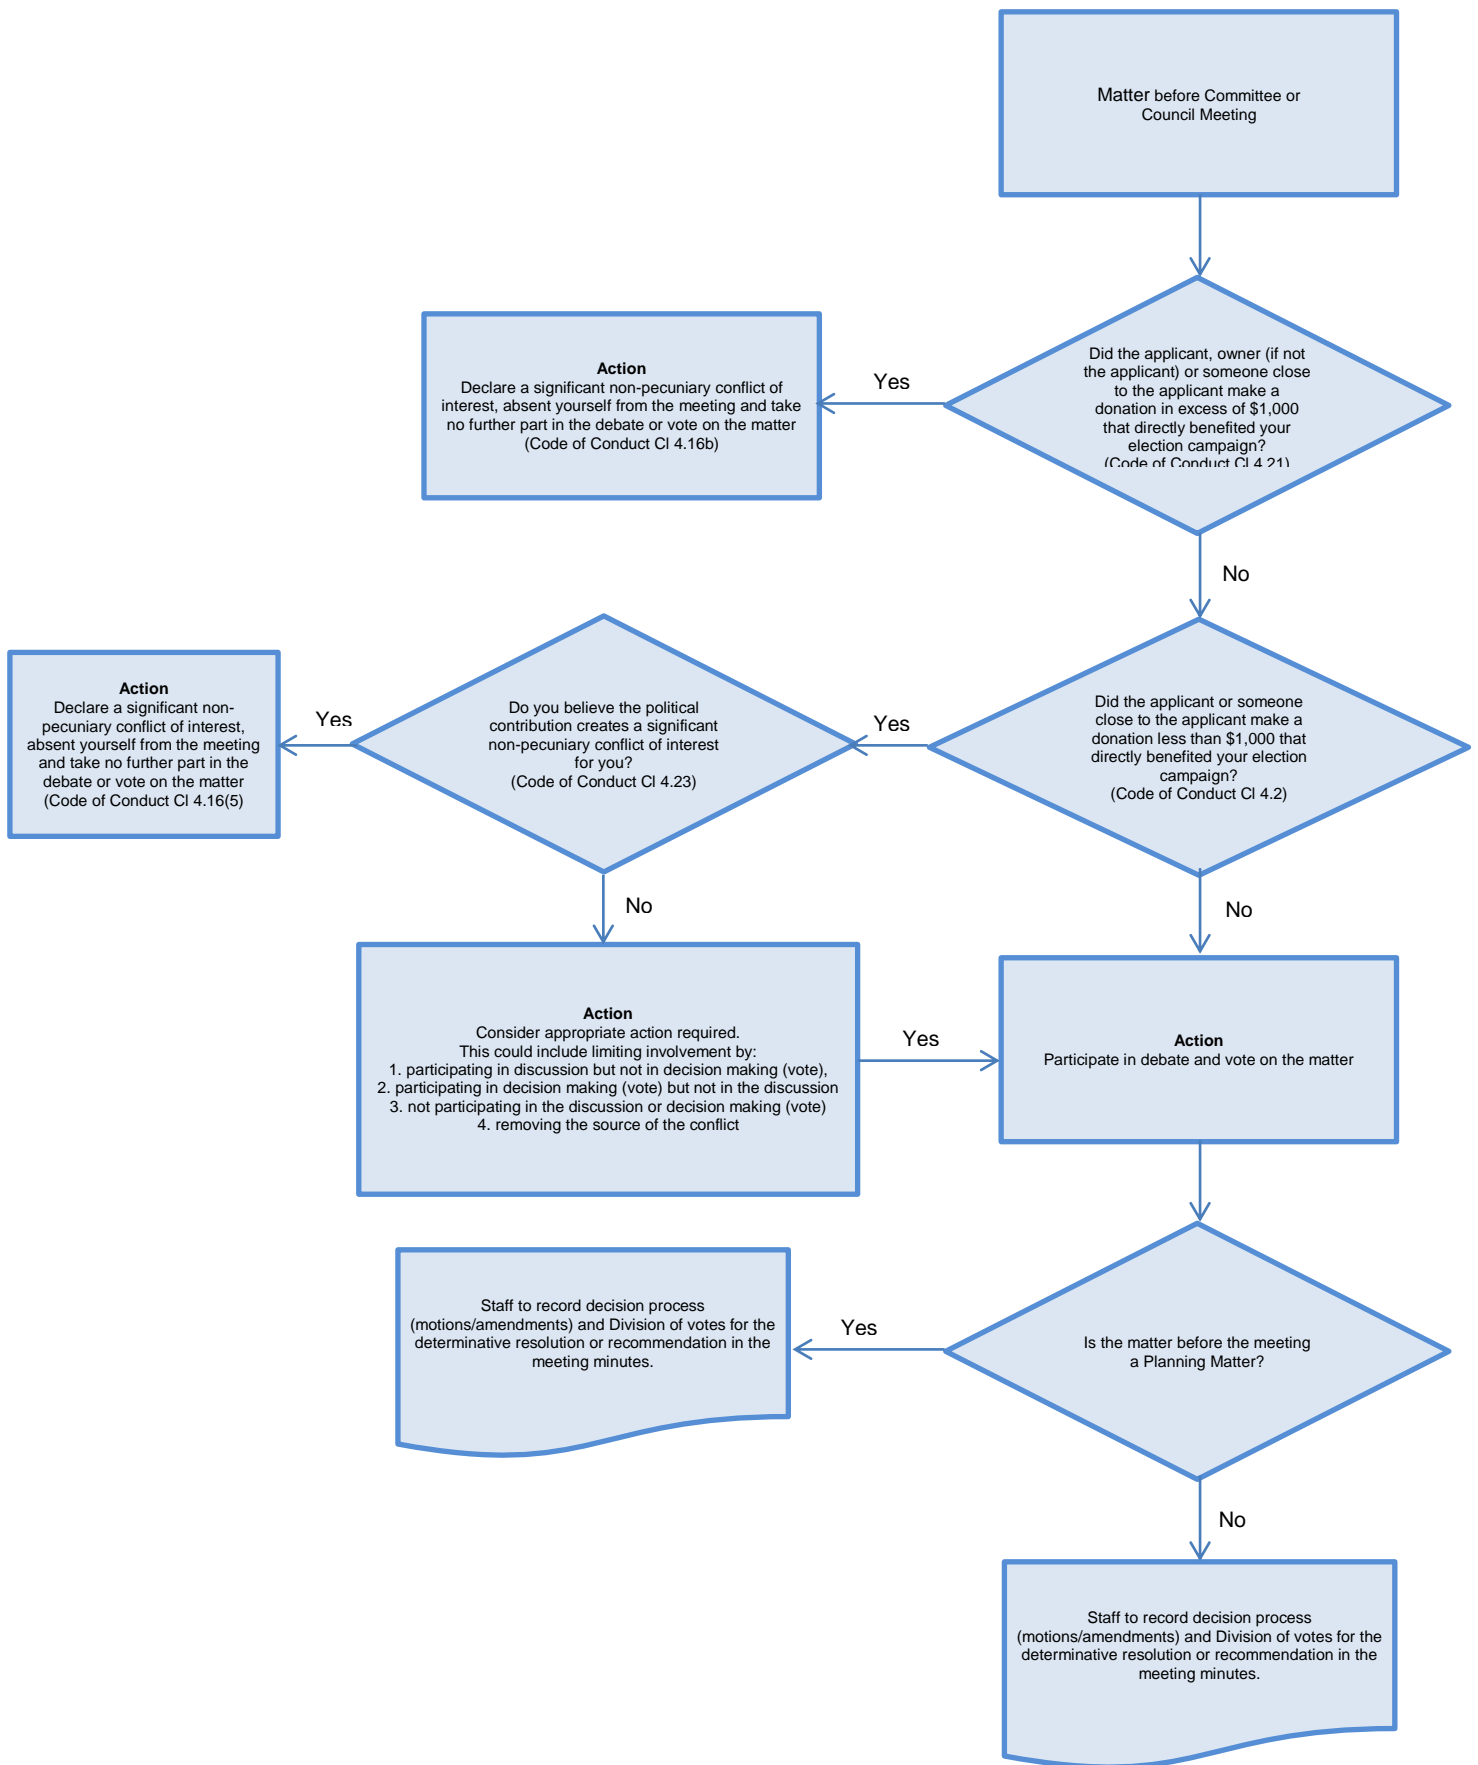 Matter before Committee or
Council Meeting
Did the applicant, owner (if not
the applicant) or someone close
to the applicant make a
donation in excess of $1,000
that directly benefited your
election campaign?
(Code of Conduct Cl 4.21)
Yes
Action
Declare a significant non-pecuniary conflict of
interest, absent yourself from the meeting and take
no further part in the debate or vote on the matter
(Code of Conduct Cl 4.16b)
No
Did the applicant or someone
close to the applicant make a
donation less than $1,000 that
directly benefited your election
campaign?
(Code of Conduct Cl 4.2)
Yes
Do you believe the political
contribution creates a significant
non-pecuniary conflict of interest
for you?
(Code of Conduct Cl 4.23)
Yes
Action
Declare a significant non-
pecuniary conflict of interest,
absent yourself from the meeting
and take no further part in the
debate or vote on the matter
(Code of Conduct Cl 4.16(5)
No
No
Action
Consider appropriate action required.
This could include limiting involvement by:
1. participating in discussion but not in decision making (vote),
2. participating in decision making (vote) but not in the discussion
3. not participating in the discussion or decision making (vote)
4. removing the source of the conflict
Yes
Action
Participate in debate and vote on the matter
Is the matter before the meeting
a Planning Matter?
Yes
Staff to record decision process
(motions/amendments) and Division of votes for the
determinative resolution or recommendation in the
meeting minutes.
No
Staff to record decision process
(motions/amendments) and Division of votes for the
determinative resolution or recommendation in the
meeting minutes.